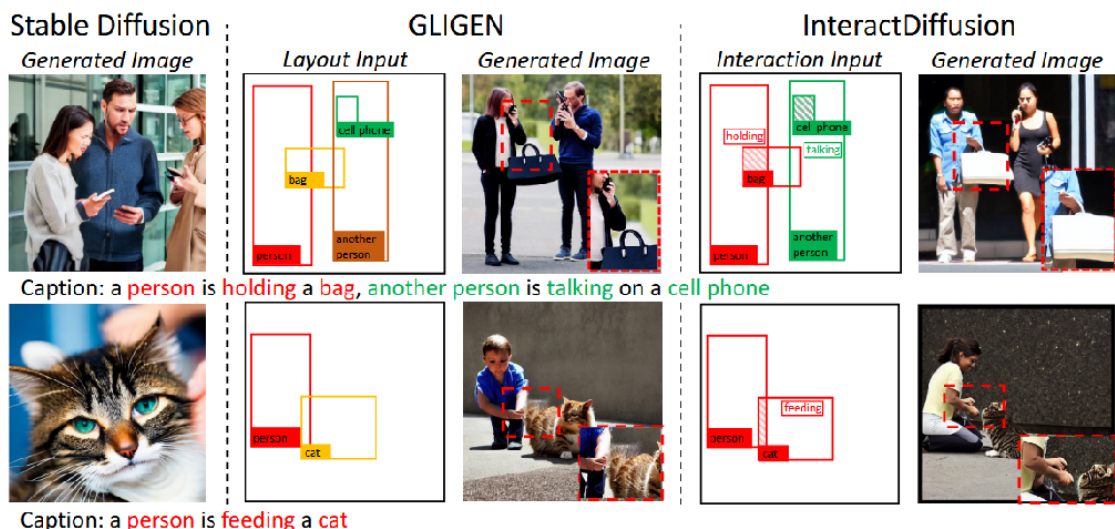 Stable Diffusion
GLIGEN
InteractDiffusion
Generated Image
Layout Input
Generated Image
Interaction Input
Generated Image
cell phone
bag
person
another
person
holding
cell phone
talking
bag
person
another
person
Caption: a person is holding a bag, another person is talking on a cell phone
person
cat
feeding
person
cat
Caption: a person is feeding a cat